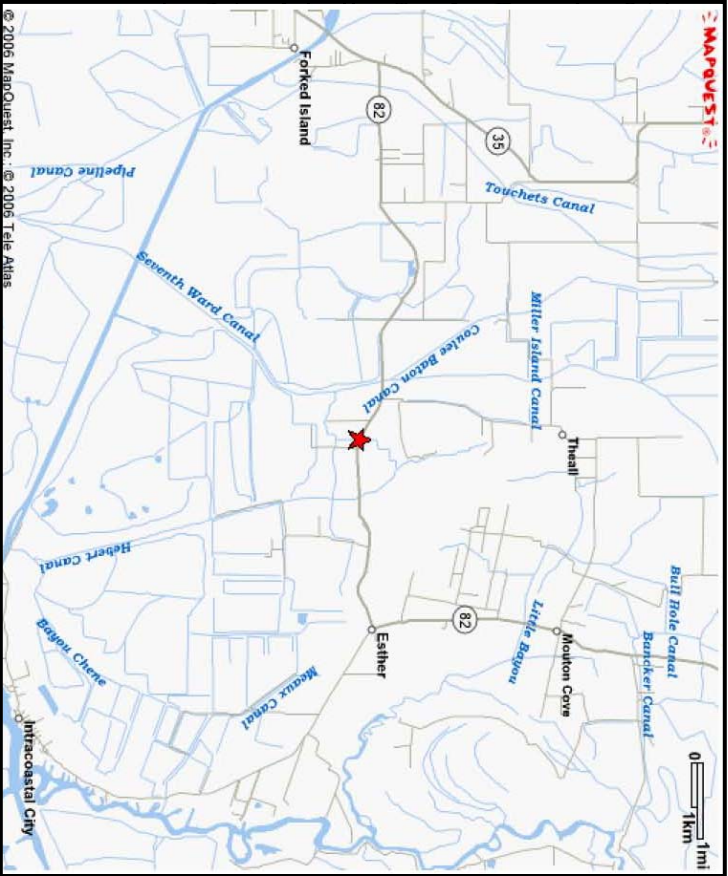 MAPQUEST
0
1mi
1km
35
Touchets Canal
Miller Island Canal
Theall
Bull Hole Canal
Bancker Canal
Mouton Cove
Little Bayou
82
Forked Island
82
Coulee Baton Canal
Esther
Pipeline Canal
Seventh Ward Canal
Hebert Canal
Bayou Chene
Meaux Canal
Intracoastal City
© 2006 MapQuest, Inc.; © 2006 Tele Atlas